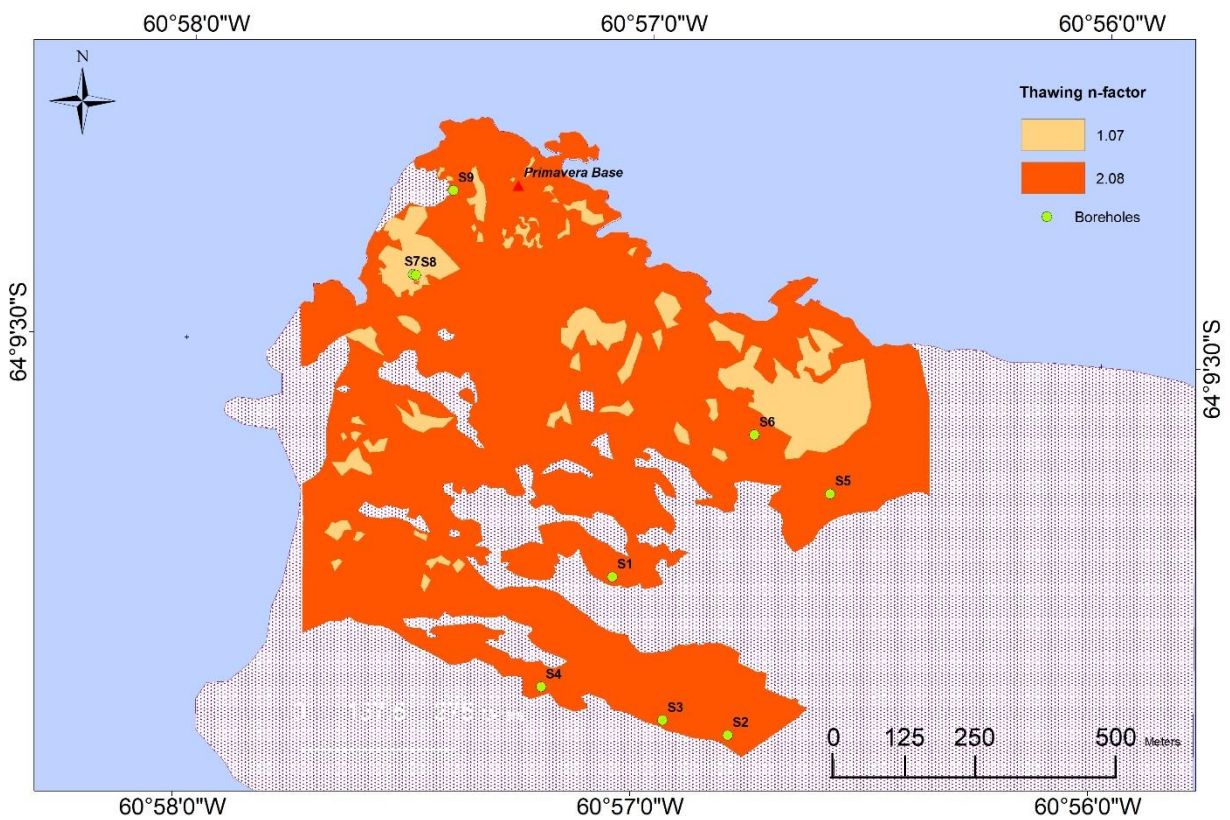 60°58'0"W 60°57'0"W 60°56'0"W
N
Thawing n-factor
1.07
2.08
Boreholes
Primavera Base
S9
S7 S8
64°9'30"S
64°9'30"S
S6
S5
S1
S4
S3
S2
0 125 250 500 Meters
60°58'0"W 60°57'0"W 60°56'0"W